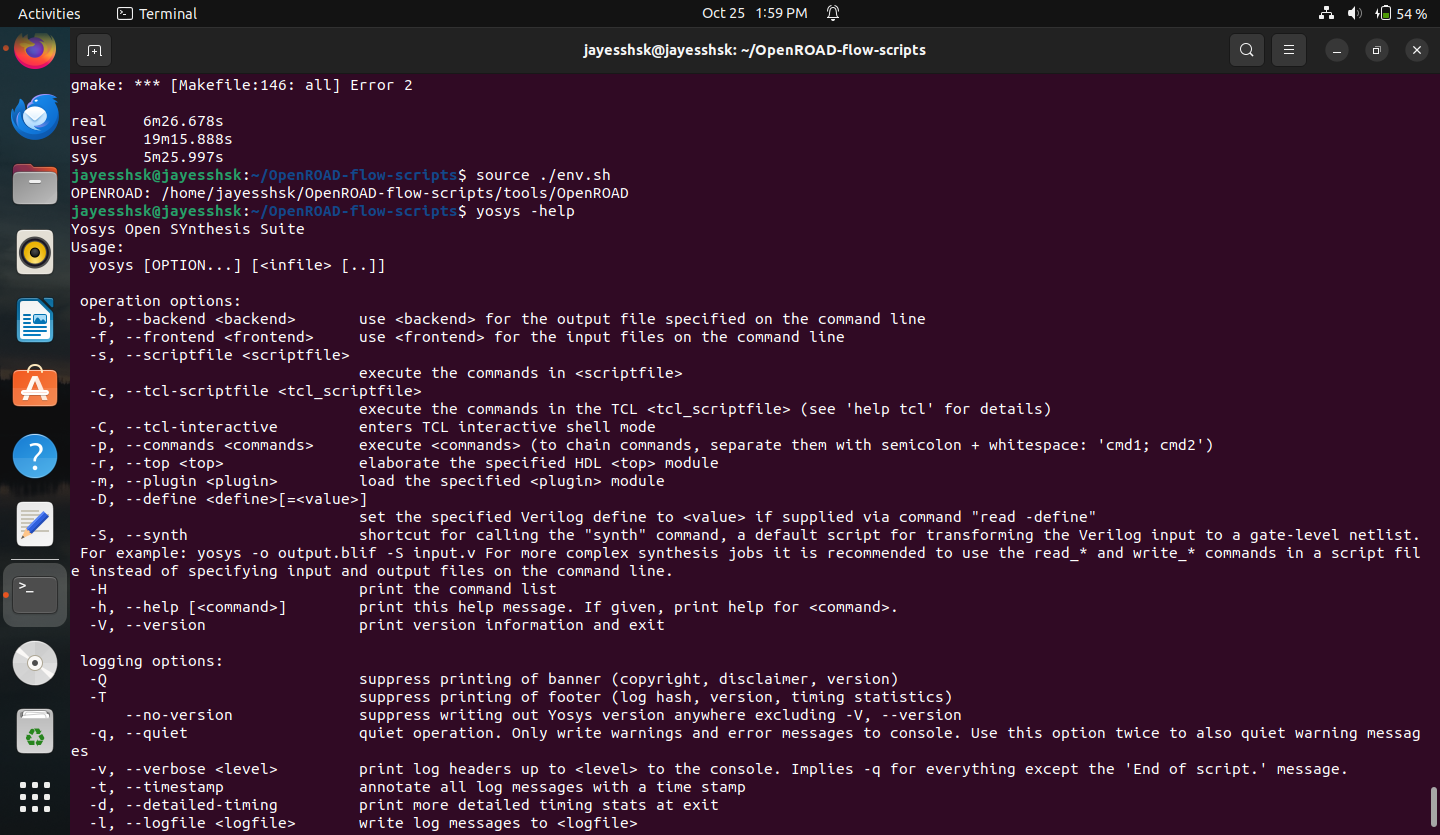 Activities
Terminal
Oct 25 1:59 PM
54 %
jayesshsk@jayesshsk: ~/OpenROAD-flow-scripts
gmake: *** [Makefile:146: all] Error 2
real    6m26.678s
user    19m15.888s
sys     5m25.997s
jayesshsk@jayesshsk:~/OpenROAD-flow-scripts$ source ./env.sh
OPENROAD: /home/jayesshsk/OpenROAD-flow-scripts/tools/OpenROAD
jayesshsk@jayesshsk:~/OpenROAD-flow-scripts$ yosys -help
Yosys Open SYnthesis Suite
Usage:
  yosys [OPTION...] [<infile> [..]]
 operation options:
  -b, --backend <backend>       use <backend> for the output file specified on the command line
  -f, --frontend <frontend>     use <frontend> for the input files on the command line
  -s, --scriptfile <scriptfile>
                                execute the commands in <scriptfile>
  -c, --tcl-scriptfile <tcl_scriptfile>
                                execute the commands in the TCL <tcl_scriptfile> (see 'help tcl' for details)
  -C, --tcl-interactive         enters TCL interactive shell mode
  -p, --commands <commands>     execute <commands> (to chain commands, separate them with semicolon + whitespace: 'cmd1; cmd2')
  -r, --top <top>               elaborate the specified HDL <top> module
  -m, --plugin <plugin>         load the specified <plugin> module
  -D, --define <define>[=<value>]
                                set the specified Verilog define to <value> if supplied via command "read -define"
  -S, --synth                   shortcut for calling the "synth" command, a default script for transforming the Verilog input to a gate-level netlist.
 For example: yosys -o output.blif -S input.v For more complex synthesis jobs it is recommended to use the read_* and write_* commands in a script fil
e instead of specifying input and output files on the command line.
  -H                            print the command list
  -h, --help [<command>]        print this help message. If given, print help for <command>.
  -V, --version                 print version information and exit
 logging options:
  -Q                            suppress printing of banner (copyright, disclaimer, version)
  -T                            suppress printing of footer (log hash, version, timing statistics)
      --no-version              suppress writing out Yosys version anywhere excluding -V, --version
  -q, --quiet                   quiet operation. Only write warnings and error messages to console. Use this option twice to also quiet warning messag
es
  -v, --verbose <level>         print log headers up to <level> to the console. Implies -q for everything except the 'End of script.' message.
  -t, --timestamp               annotate all log messages with a time stamp
  -d, --detailed-timing         print more detailed timing stats at exit
  -l, --logfile <logfile>       write log messages to <logfile>